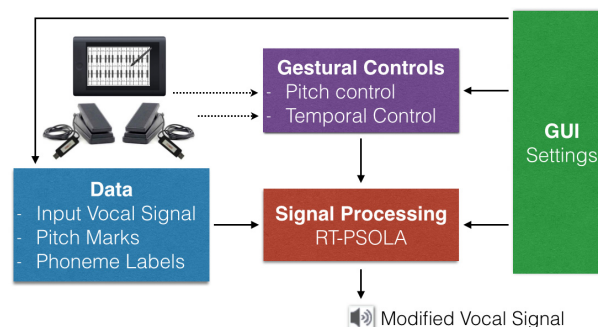 Gestural Controls
- Pitch control
- Temporal Control
GUI
Settings
Data
- Input Vocal Signal
- Pitch Marks
- Phoneme Labels
Signal Processing
RT-PSOLA
Modified Vocal Signal